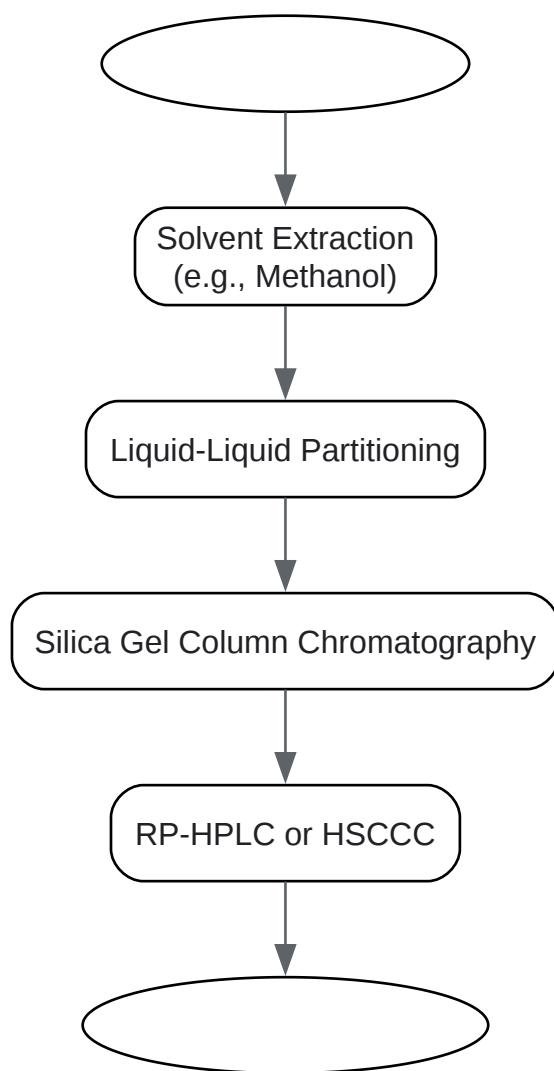 Solvent Extraction
(e.g., Methanol)
Liquid-Liquid Partitioning
Silica Gel Column Chromatography
RP-HPLC or HSCCC